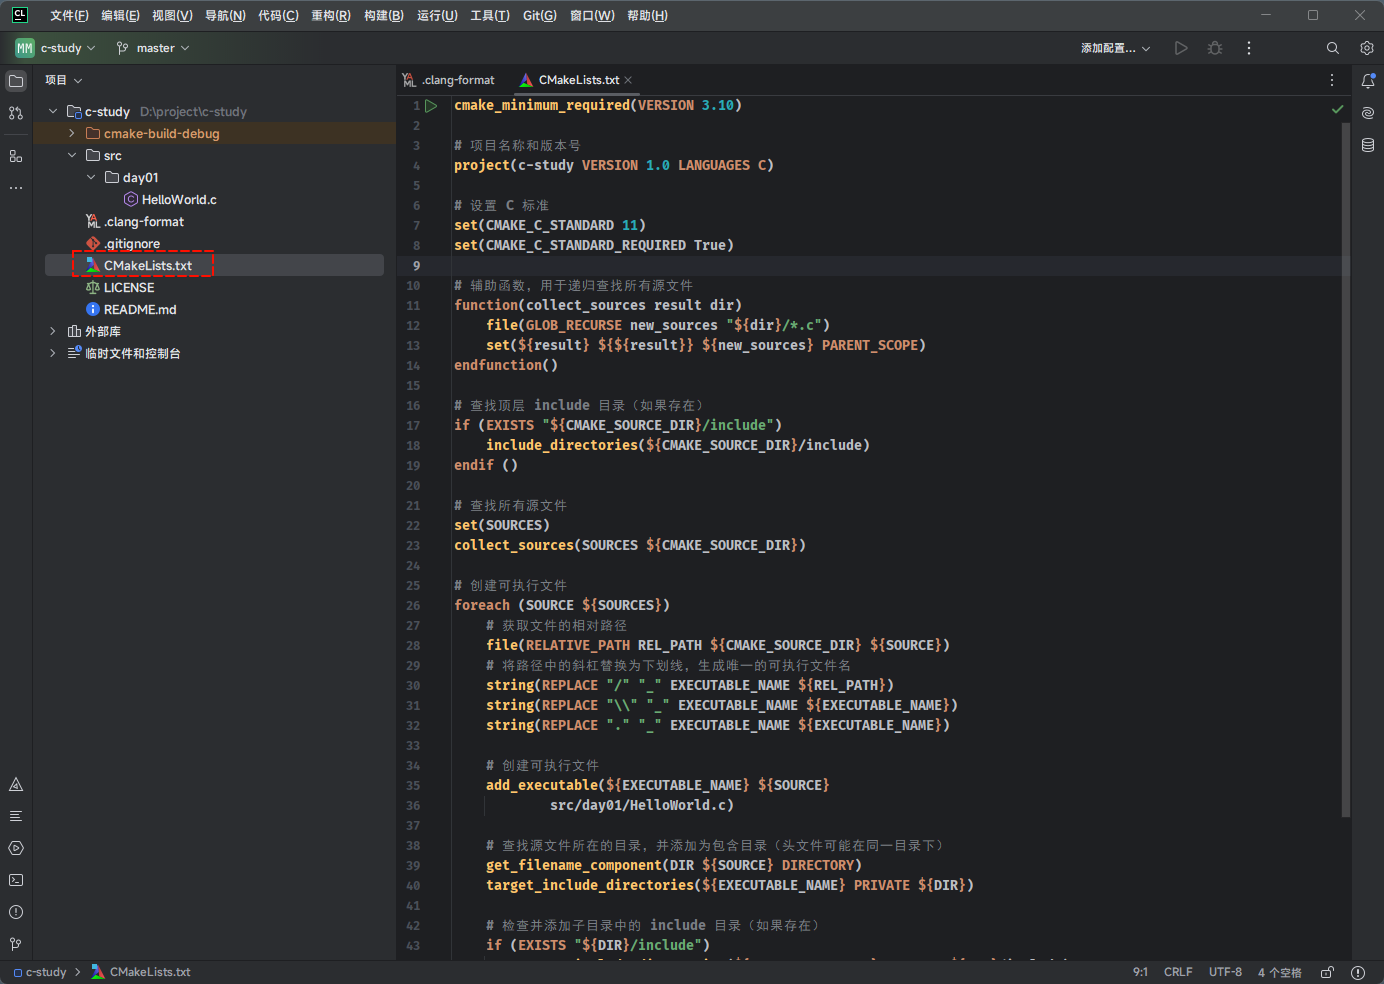 CL 文件(F) 编辑(E) 视图(V) 导航(N) 代码(C) 重构(R) 构建(B) 运行(U) 工具(T) Git(G) 窗口(W) 帮助(H)
MM c-study master 添加配置...
项目
c-study D:\project\c-study
cmake-build-debug
src
day01
C HelloWorld.c
YAML .clang-format
.gitignore
CMakeLists.txt
LICENSE
README.md
外部库
临时文件和控制台
YAML .clang-format CMakeLists.txt
1 cmake_minimum_required(VERSION 3.10)
2
3 # 项目名称和版本号
4 project(c-study VERSION 1.0 LANGUAGES C)
5
6 # 设置 C 标准
7 set(CMAKE_C_STANDARD 11)
8 set(CMAKE_C_STANDARD_REQUIRED True)
9
10 # 辅助函数，用于递归查找所有源文件
11 function(collect_sources result dir)
12 file(GLOB_RECURSE new_sources "${dir}/*.c")
13 set(${result} ${${result}} ${new_sources} PARENT_SCOPE)
14 endfunction()
15
16 # 查找顶层 include 目录（如果存在）
17 if (EXISTS "${CMAKE_SOURCE_DIR}/include")
18 include_directories(${CMAKE_SOURCE_DIR}/include)
19 endif ()
20
21 # 查找所有源文件
22 set(SOURCES)
23 collect_sources(SOURCES ${CMAKE_SOURCE_DIR})
24
25 # 创建可执行文件
26 foreach (SOURCE ${SOURCES})
27 # 获取文件的相对路径
28 file(RELATIVE_PATH REL_PATH ${CMAKE_SOURCE_DIR} ${SOURCE})
29 # 将路径中的斜杠替换为下划线，生成唯一的可执行文件名
30 string(REPLACE "/" "_" EXECUTABLE_NAME ${REL_PATH})
31 string(REPLACE "\\" "_" EXECUTABLE_NAME ${EXECUTABLE_NAME})
32 string(REPLACE "." "_" EXECUTABLE_NAME ${EXECUTABLE_NAME})
33
34 # 创建可执行文件
35 add_executable(${EXECUTABLE_NAME} ${SOURCE}
36 src/day01/HelloWorld.c)
37
38 # 查找源文件所在的目录，并添加为包含目录（头文件可能在同一目录下）
39 get_filename_component(DIR ${SOURCE} DIRECTORY)
40 target_include_directories(${EXECUTABLE_NAME} PRIVATE ${DIR})
41
42 # 检查并添加子目录中的 include 目录（如果存在）
43 if (EXISTS "${DIR}/include")
c-study CMakeLists.txt 9:1 CRLF UTF-8 4 个空格